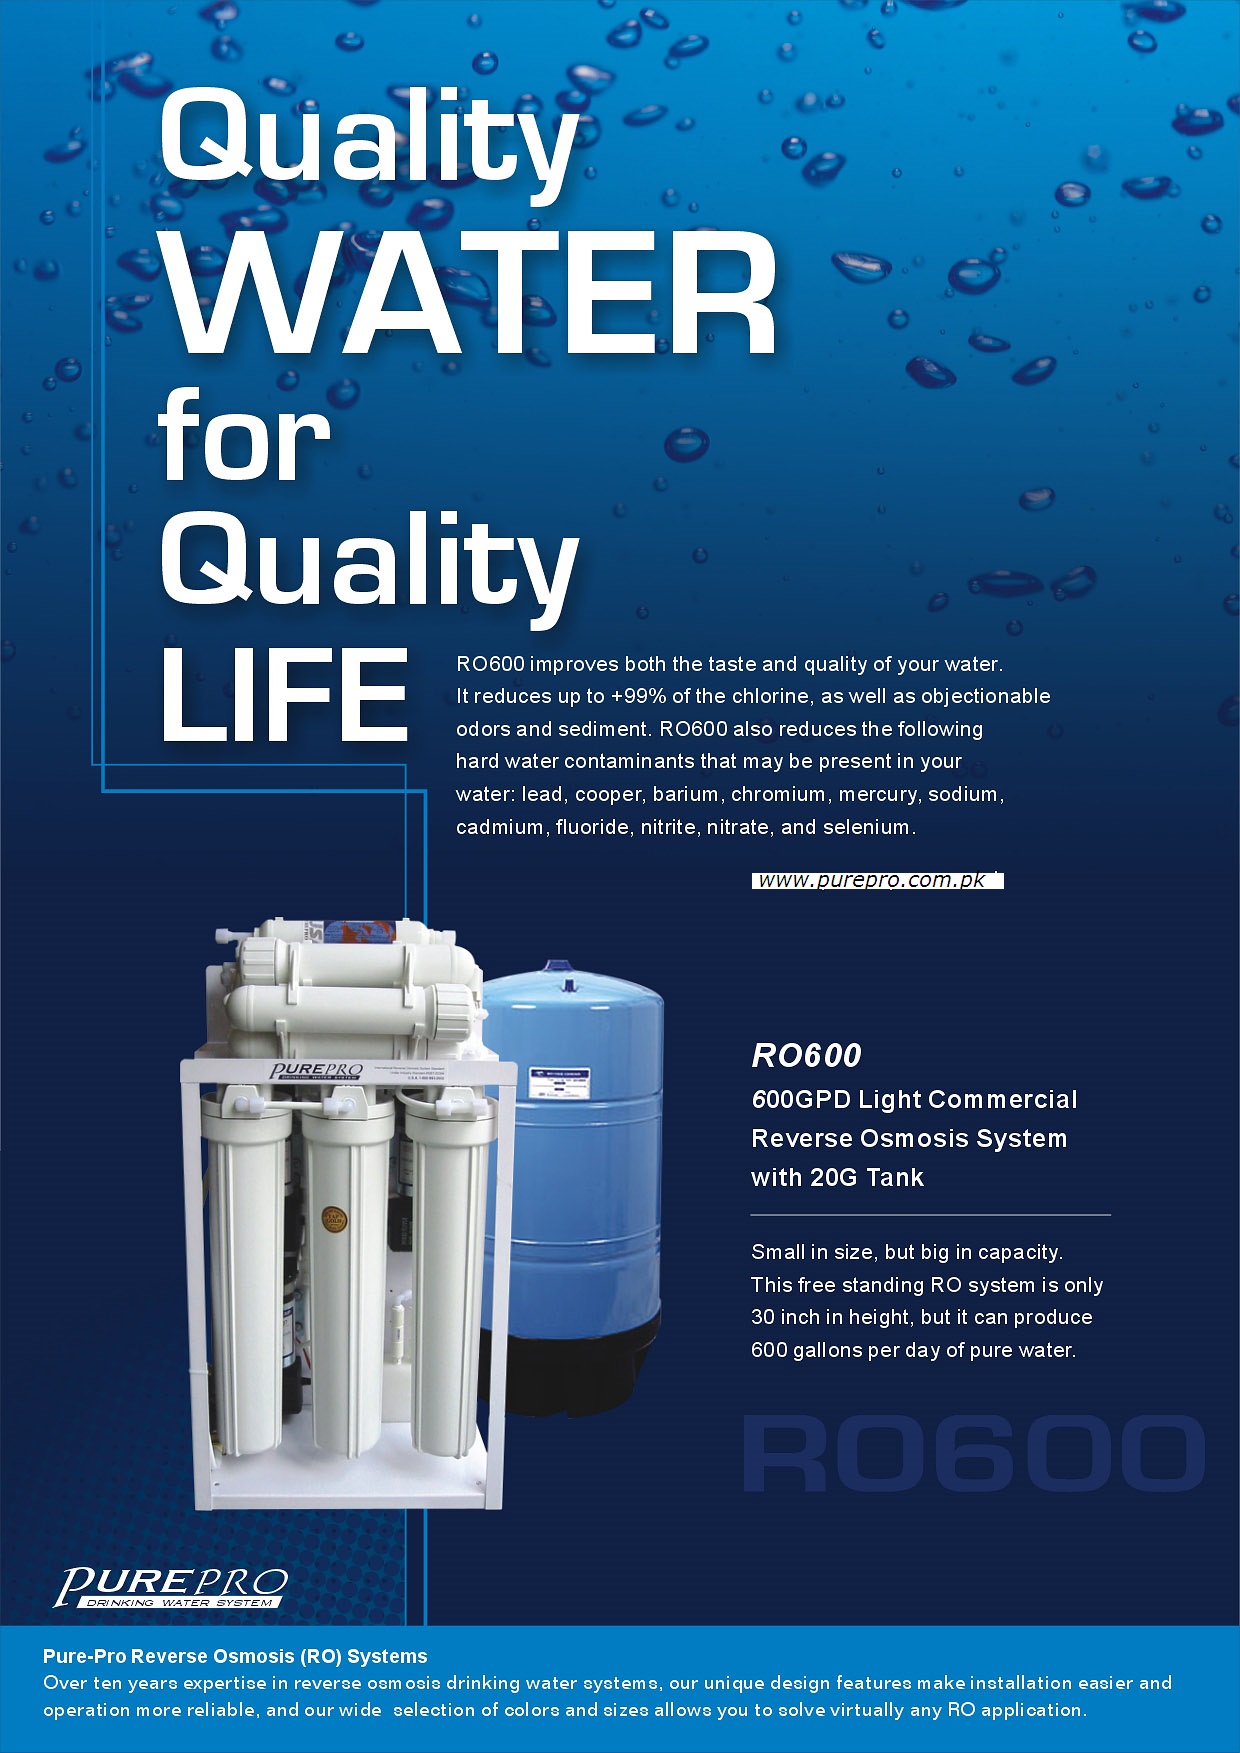 Quality
WATER
for
Quality
LIFE
RO600 improves both the taste and quality of your water.
It reduces up to +99% of the chlorine, as well as objectionable
odors and sediment. RO600 also reduces the following
hard water contaminants that may be present in your
water: lead, cooper, barium, chromium, mercury, sodium,
cadmium, fluoride, nitrite, nitrate, and selenium.
www.purepro.com.pk
PUREPRO
DRINKING WATER SYSTEM
RO600
600GPD Light Commercial
Reverse Osmosis System
with 20G Tank
Small in size, but big in capacity.
This free standing RO system is only
30 inch in height, but it can produce
600 gallons per day of pure water.
RO600
PUREPRO
DRINKING WATER SYSTEM
Pure-Pro Reverse Osmosis (RO) Systems
Over ten years expertise in reverse osmosis drinking water systems, our unique design features make installation easier and
operation more reliable, and our wide selection of colors and sizes allows you to solve virtually any RO application.